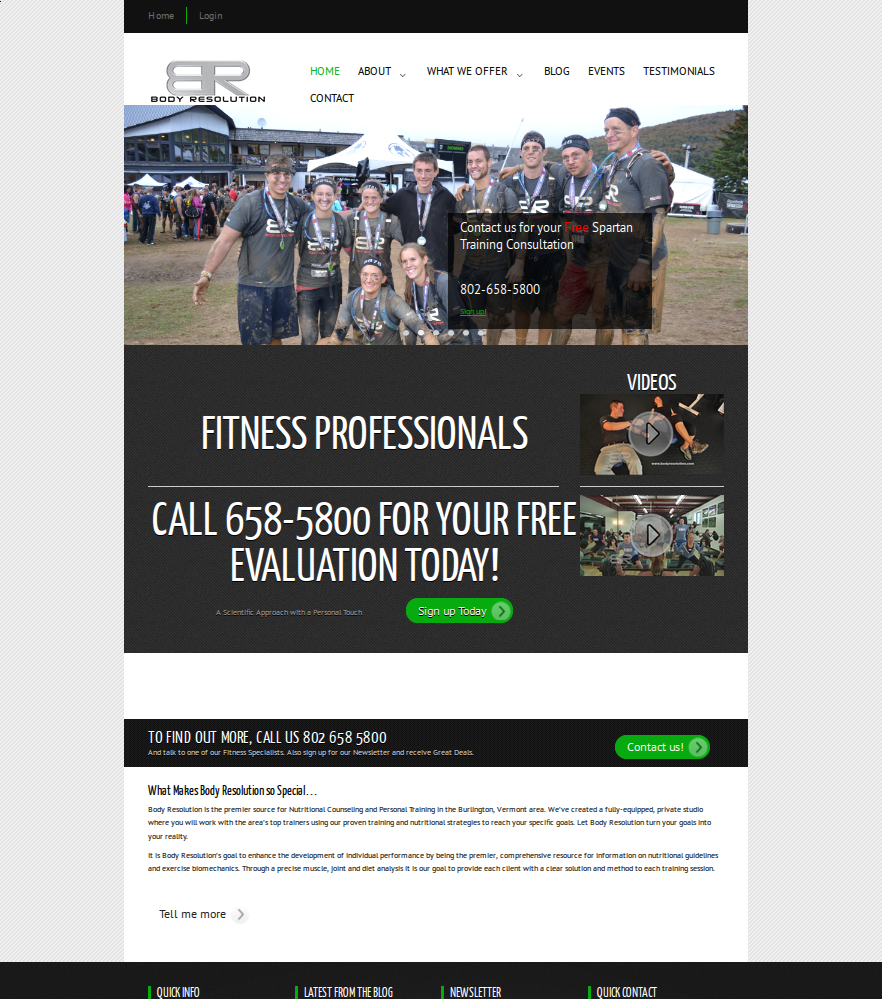 Home Login
BODY RESOLUTION
HOME ABOUT WHAT WE OFFER BLOG EVENTS TESTIMONIALS
CONTACT
Contact us for your Free Spartan
Training Consultation
802-658-5800
Sign up!
VIDEOS
FITNESS PROFESSIONALS
www.bodyresolution.com
CALL 658-5800 FOR YOUR FREE
EVALUATION TODAY!
A Scientific Approach with a Personal Touch
Sign up Today
TO FIND OUT MORE, CALL US 802 658 5800
And talk to one of our Fitness Specialists. Also sign up for our Newsletter and receive Great Deals.
Contact us!
What Makes Body Resolution so Special…
Body Resolution is the premier source for Nutritional Counseling and Personal Training in the Burlington, Vermont area. We've created a fully-equipped, private studio
where you will work with the area's top trainers using our proven training and nutritional strategies to reach your specific goals. Let Body Resolution turn your goals into
your reality.
It is Body Resolution's goal to enhance the development of individual performance by being the premier, comprehensive resource for information on nutritional guidelines
and exercise biomechanics. Through a precise muscle, joint and diet analysis it is our goal to provide each client with a clear solution and method to each training session.
Tell me more
QUICK INFO LATEST FROM THE BLOG NEWSLETTER QUICK CONTACT